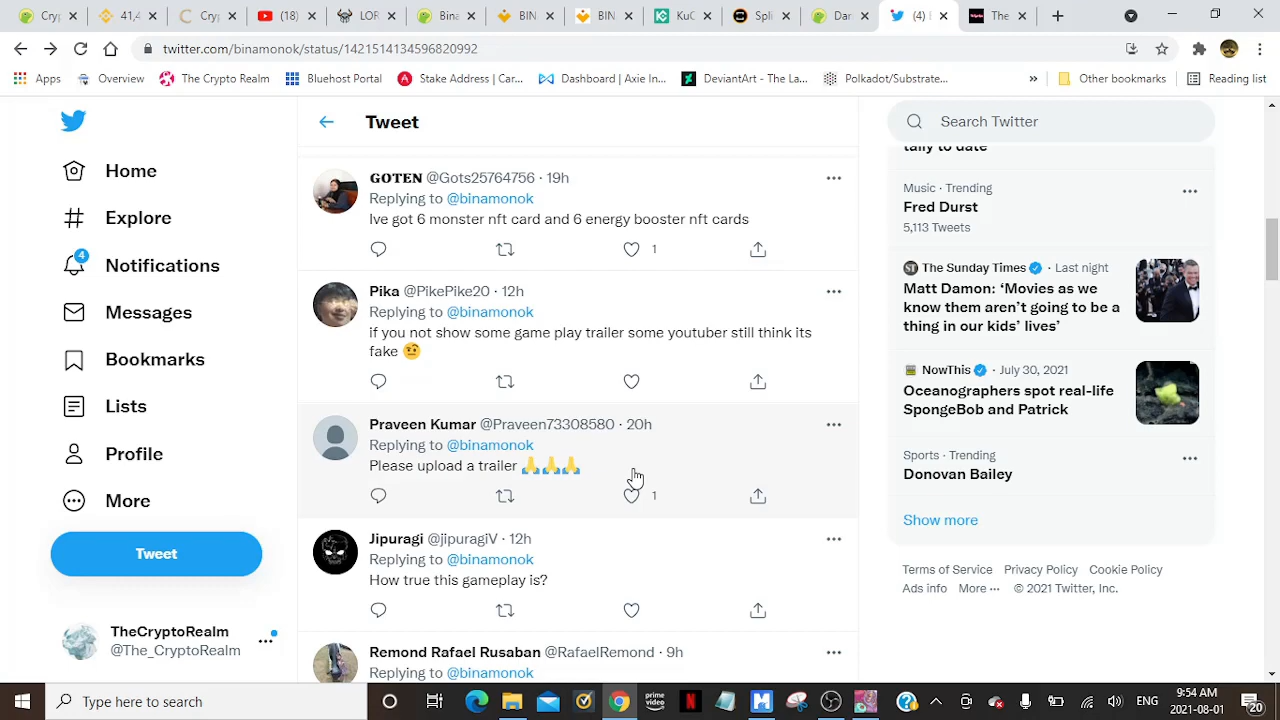 Cryp
41,4
Cryp
(18)
LOR
Bina
BIN
BIN
KuC
Spli
Dar
(4)
The
twitter.com/binamonok/status/1421514134596820992
Apps
Overview
The Crypto Realm
Bluehost Portal
Stake Address | Car...
Dashboard | Axie In...
DeviantArt - The La...
Polkadot/Substrate...
»
Other bookmarks
Reading list
Home
Explore
4
Notifications
Messages
Bookmarks
Lists
Profile
More
Tweet
TheCryptoRealm
@The_CryptoRealm
Tweet
𝐆𝐎𝐓𝐄𝐍 @Gots25764756 · 19h
Replying to @binamonok
Ive got 6 monster nft card and 6 energy booster nft cards
1
Pika @PikePike20 · 12h
Replying to @binamonok
if you not show some game play trailer some youtuber still think its
fake 🤨
Praveen Kumar @Praveen73308580 · 20h
Replying to @binamonok
Please upload a trailer 🙏🙏🙏
1
Jipuragi @jipuragiV · 12h
Replying to @binamonok
How true this gameplay is?
Remond Rafael Rusaban @RafaelRemond · 9h
Replying to @binamonok
Search Twitter
tally to date
Music · Trending
Fred Durst
5,113 Tweets
The Sunday Times · Last night
Matt Damon: ‘Movies as we
know them aren’t going to be a
thing in our kids’ lives’
NowThis · July 30, 2021
Oceanographers spot real-life
SpongeBob and Patrick
Sports · Trending
Donovan Bailey
Show more
Terms of Service Privacy Policy Cookie Policy
Ads info More ··· © 2021 Twitter, Inc.
Type here to search
prime video
N
ENG
9:54 AM
2021-08-01
20